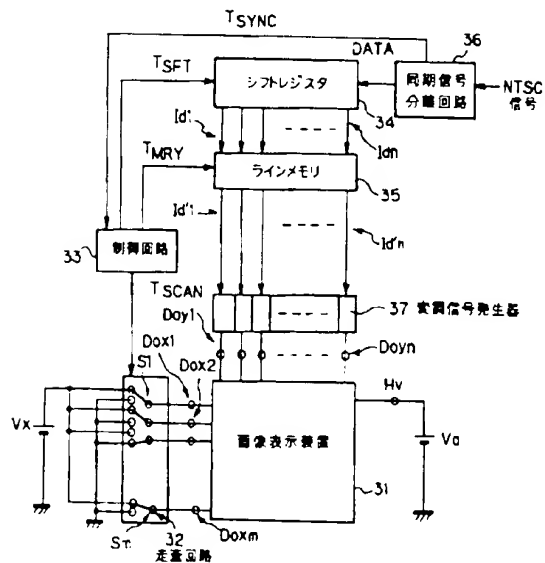 TSYNC
DATA
36
TSFT
シフトレジスタ
同期信号
分離回路
NTSC
信号
34
Id1
Idn
TMRY
ラインメモリ
35
Id'1
Id'n
33
制御回路
TSCAN
37 変調信号発生器
Doy1
Doyn
Dox1
S1
Dox2
Hv
Vx
画像表示装置
Va
31
Sm
32
走査回路
Doxm